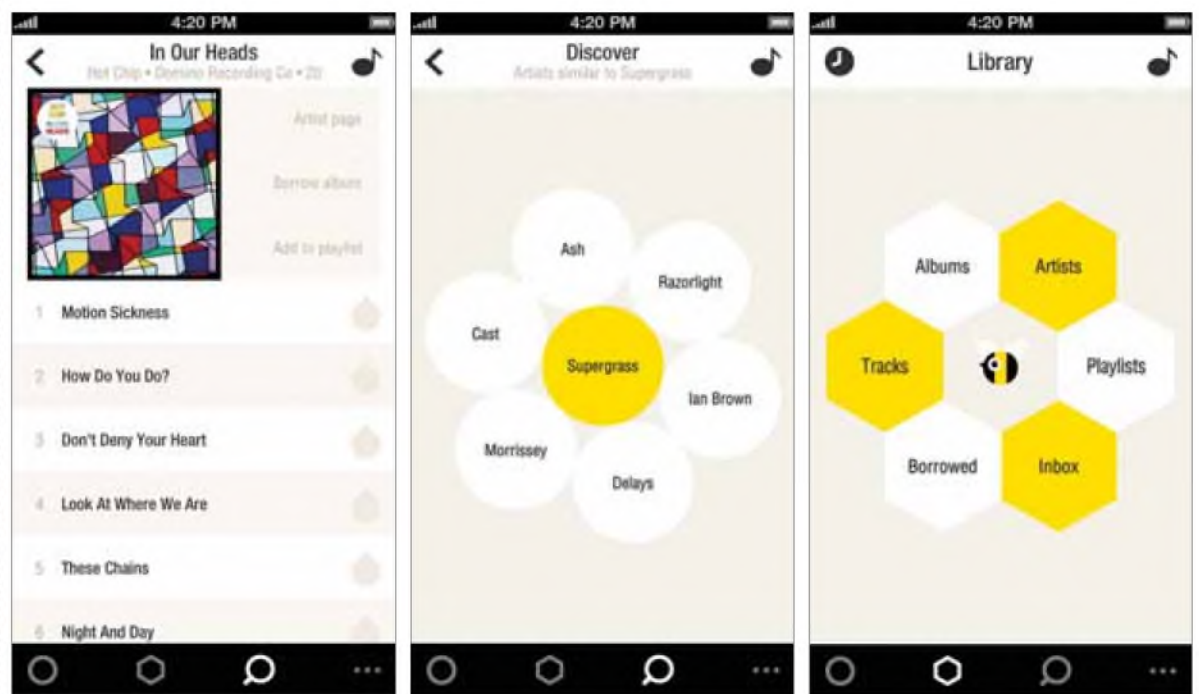 4:20 PM
In Our Heads
Hot Chip • Domino Recording Co • 20
Artist page
Borrow album
Add to playlist
1 Motion Sickness
2 How Do You Do?
3 Don't Deny Your Heart
4 Look At Where We Are
5 These Chains
6 Night And Day
4:20 PM
Discover
Artists similar to Supergrass
Ash
Razorlight
Cast
Supergrass
Ian Brown
Morrissey
Delays
4:20 PM
Library
Albums
Artists
Tracks
Playlists
Borrowed
Inbox